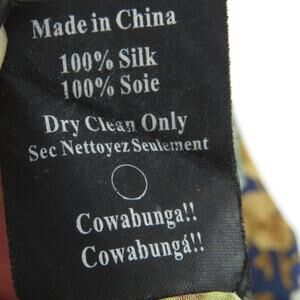 Made in China
100% Silk
100% Soie
Dry Clean Only
Sec Nettoyez Seulement
Cowabunga!!
Cowabungá!!